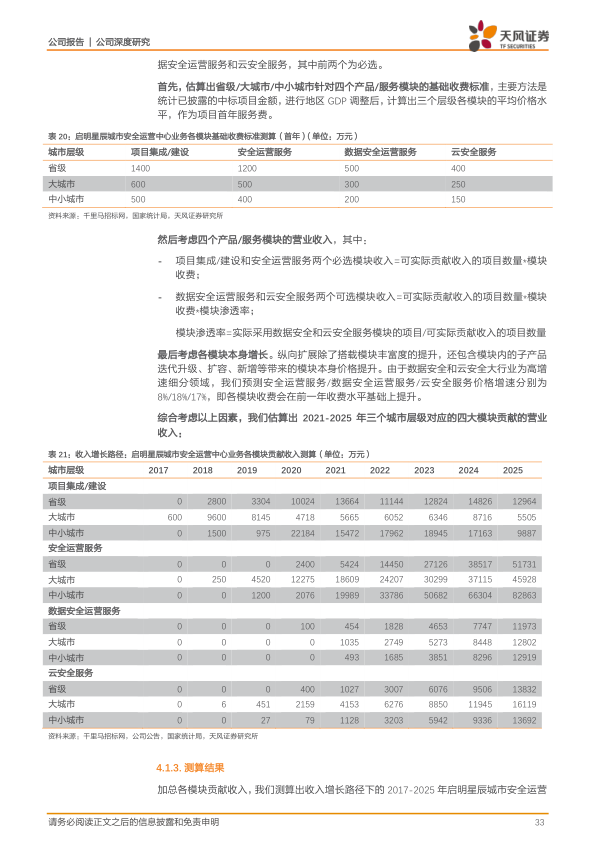 公司报告 | 公司深度研究
天风证券
TF SECURITIES
据安全运营服务和云安全服务，其中前两个为必选。
首先，估算出省级/大城市/中小城市针对四个产品/服务模块的基础收费标准，主要方法是
统计已披露的中标项目金额，进行地区 GDP 调整后，计算出三个层级各模块的平均价格水
平，作为项目首年服务费。
表 20：启明星辰城市安全运营中心业务各模块基础收费标准测算（首年）（单位：万元）
城市层级 项目集成/建设 安全运营服务 数据安全运营服务 云安全服务
省级 1400 1200 500 400
大城市 600 500 300 250
中小城市 500 400 200 150
资料来源：千里马招标网，国家统计局，天风证券研究所
然后考虑四个产品/服务模块的营业收入，其中：
- 项目集成/建设和安全运营服务两个必选模块收入=可实际贡献收入的项目数量*模块
收费；
- 数据安全运营服务和云安全服务两个可选模块收入=可实际贡献收入的项目数量*模块
收费*模块渗透率；
模块渗透率=实际采用数据安全和云安全服务模块的项目/可实际贡献收入的项目数量
最后考虑各模块本身增长。纵向扩展除了搭载模块丰富度的提升，还包含模块内的子产品
迭代升级、扩容、新增等带来的模块本身价格提升。由于数据安全和云安全大行业为高增
速细分领域，我们预测安全运营服务/数据安全运营服务/云安全服务价格增速分别为
8%/18%/17%，即各模块收费会在前一年收费水平基础上提升。
综合考虑以上因素，我们估算出 2021-2025 年三个城市层级对应的四大模块贡献的营业
收入：
表 21：收入增长路径：启明星辰城市安全运营中心业务各模块贡献收入测算（单位：万元）
城市层级 2017 2018 2019 2020 2021 2022 2023 2024 2025
项目集成/建设
省级 0 2800 3304 10024 13664 11144 12824 14826 12964
大城市 600 9600 8145 4718 5665 6052 6346 8716 5505
中小城市 0 1500 975 22184 15472 17962 18945 17163 9887
安全运营服务
省级 0 0 0 2400 5424 14450 27126 38517 51731
大城市 0 250 4520 12275 18609 24207 30299 37115 45928
中小城市 0 0 1200 2076 19989 33786 50682 66304 82863
数据安全运营服务
省级 0 0 0 100 454 1828 4653 7747 11973
大城市 0 0 0 0 1035 2749 5273 8448 12802
中小城市 0 0 0 0 493 1685 3851 8296 12919
云安全服务
省级 0 0 0 400 1027 3007 6076 9506 13832
大城市 0 6 451 2159 4153 6276 8850 11945 16119
中小城市 0 0 27 79 1128 3203 5942 9336 13692
资料来源：千里马招标网，公司公告，国家统计局，天风证券研究所
4.1.3. 测算结果
加总各模块贡献收入，我们测算出收入增长路径下的 2017-2025 年启明星辰城市安全运营
请务必阅读正文之后的信息披露和免责申明 33